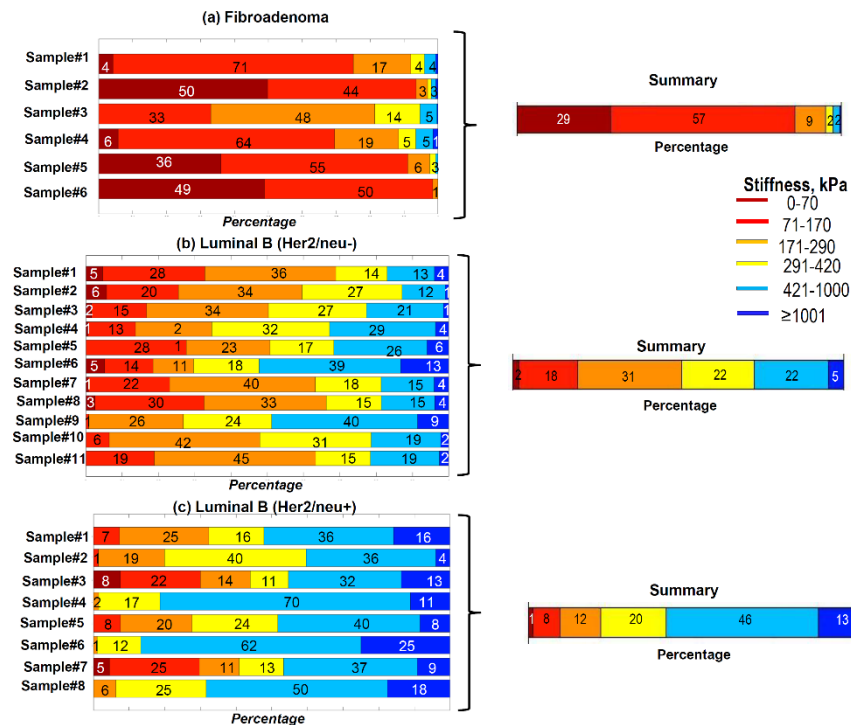 (a) Fibroadenoma
Sample#1 4 71 17 4 4
Sample#2 50 44 3 3
Sample#3 33 48 14 5
Sample#4 6 64 19 5 5 1
Sample#5 36 55 6 3
Sample#6 49 50 1
Percentage
Summary
29 57 9 2 2
Percentage
Stiffness, kPa
0-70
71-170
171-290
291-420
421-1000
≥1001
(b) Luminal B (Her2/neu-)
Sample#1 5 28 36 14 13 4
Sample#2 6 20 34 27 12 1
Sample#3 2 15 34 27 21 1
Sample#4 1 13 2 32 29 4
Sample#5 28 1 23 17 26 6
Sample#6 5 14 11 18 39 13
Sample#7 1 22 40 18 15 4
Sample#8 3 30 33 15 15 4
Sample#9 1 26 24 40 9
Sample#10 6 42 31 19 2
Sample#11 19 45 15 19 2
Percentage
Summary
2 18 31 22 22 5
Percentage
(c) Luminal B (Her2/neu+)
Sample#1 7 25 16 36 16
Sample#2 1 19 40 36 4
Sample#3 8 22 14 11 32 13
Sample#4 2 17 70 11
Sample#5 8 20 24 40 8
Sample#6 1 12 62 25
Sample#7 5 25 11 13 37 9
Sample#8 6 25 50 18
Percentage
Summary
1 8 12 20 46 13
Percentage